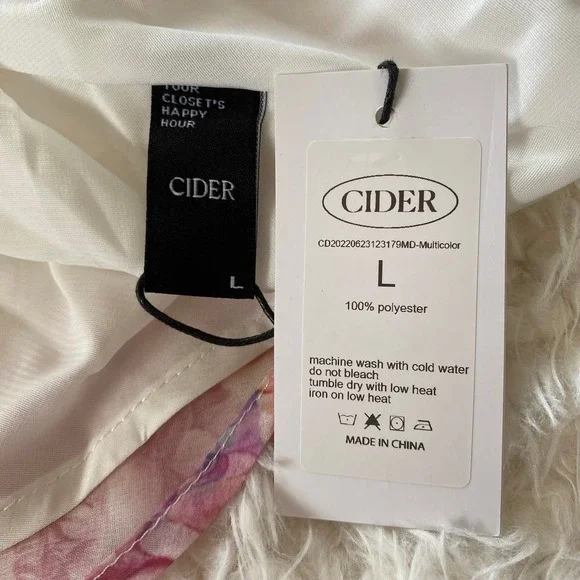 YOUR
CLOSET'S
HAPPY
HOUR
CIDER
L
CIDER
CD20220623123179MD-Multicolor
L
100% polyester
machine wash with cold water
do not bleach
tumble dry with low heat
iron on low heat
MADE IN CHINA